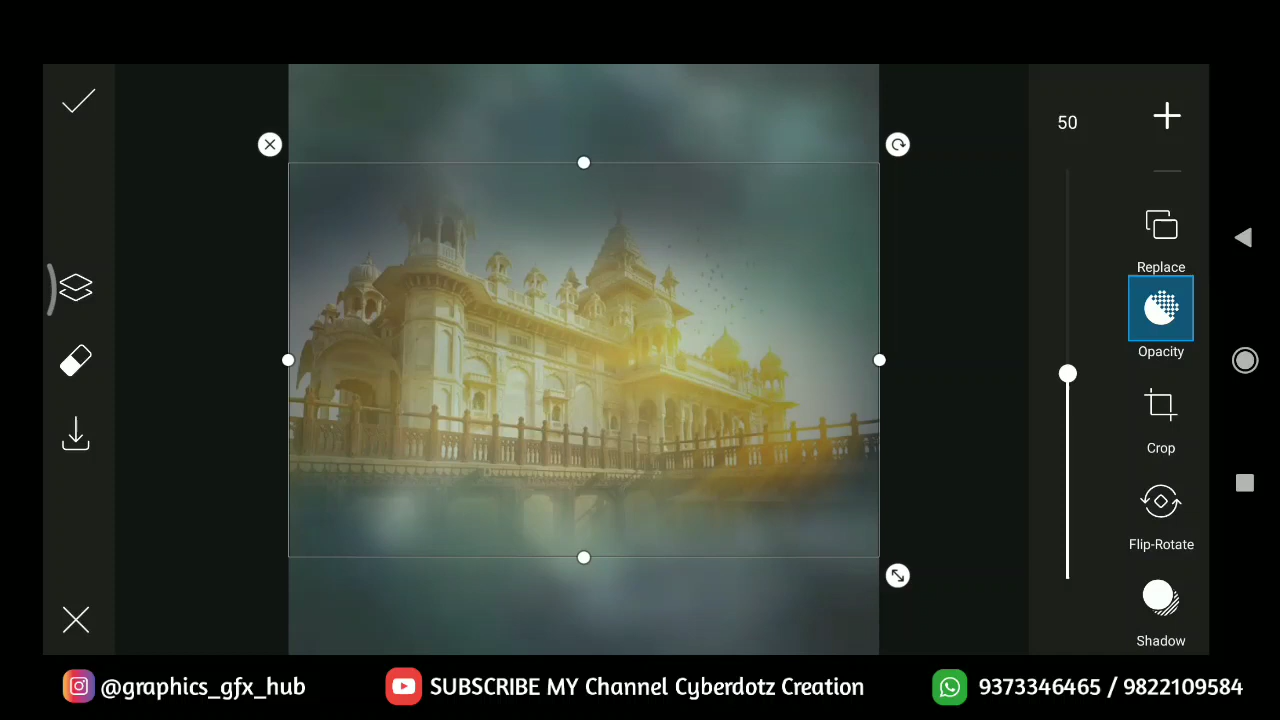 50
Replace
Opacity
Crop
Flip-Rotate
Shadow
@graphics_gfx_hub
SUBSCRIBE MY Channel Cyberdotz Creation
9373346465 / 9822109584